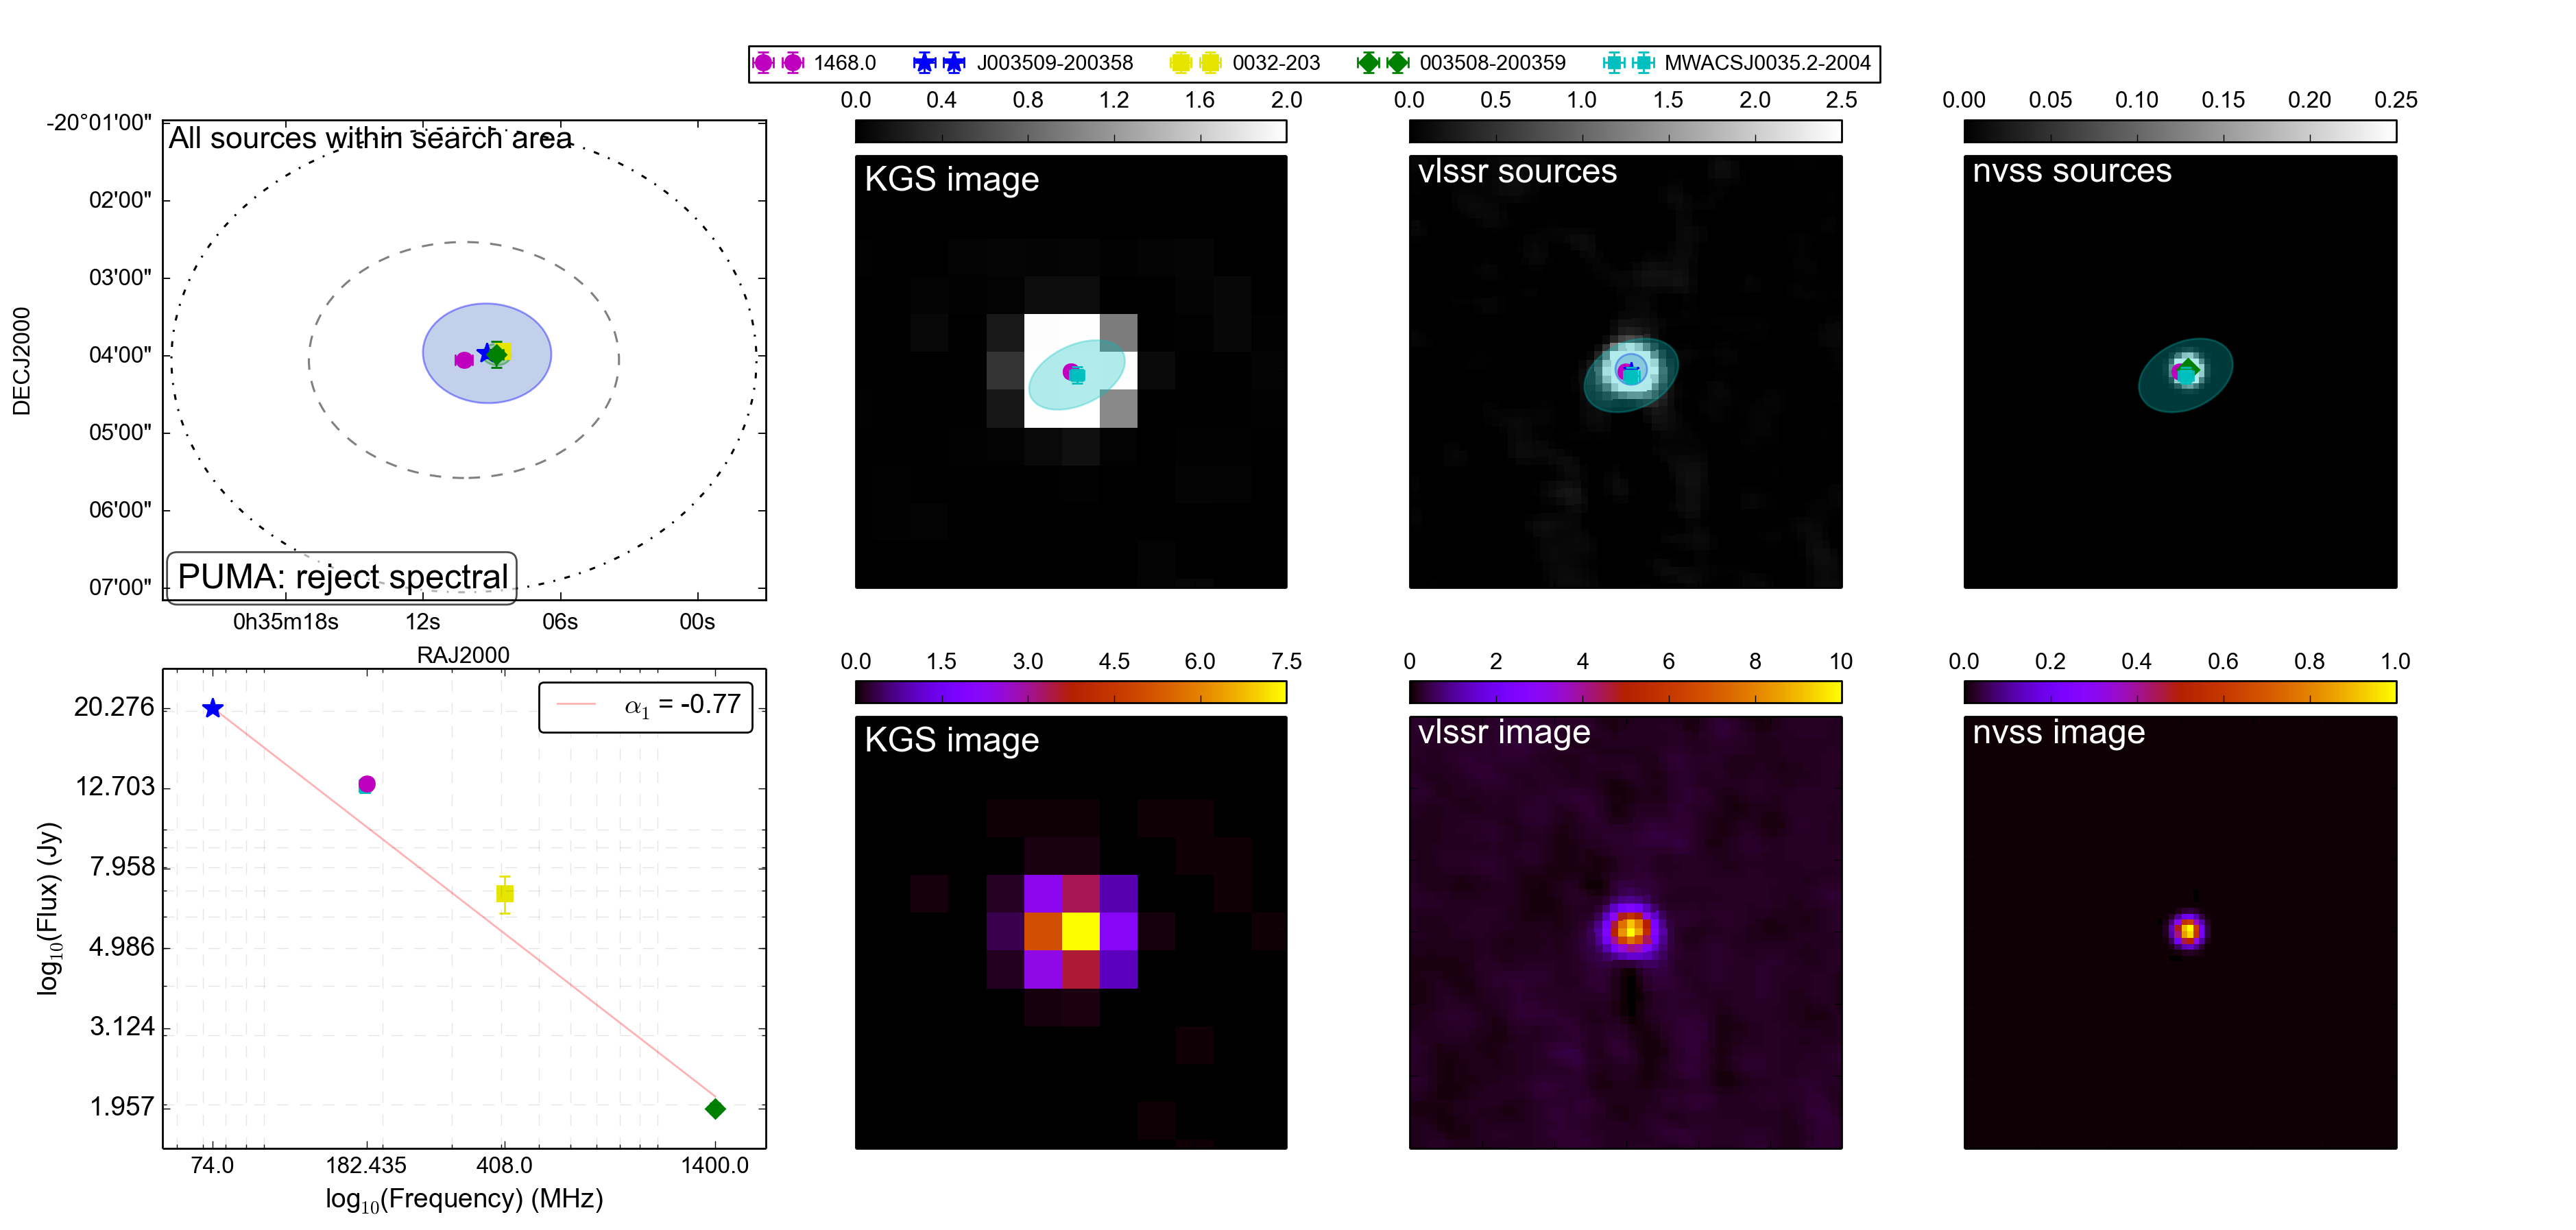 1468.0 J003509-200358 0032-203 003508-200359 MWACSJ0035.2-2004
0.0 0.4 0.8 1.2 1.6 2.0
0.0 0.5 1.0 1.5 2.0 2.5
0.00 0.05 0.10 0.15 0.20 0.25
-20°01'00"
02'00"
03'00"
04'00"
05'00"
06'00"
07'00"
DECJ2000
All sources within search area
PUMA: reject spectral
0h35m18s 12s 06s 00s
RAJ2000
KGS image
vlssr sources
nvss sources
20.276
12.703
7.958
4.986
3.124
1.957
log10(Flux) (Jy)
α1 = -0.77
74.0 182.435 408.0 1400.0
log10(Frequency) (MHz)
0.0 1.5 3.0 4.5 6.0 7.5
0 2 4 6 8 10
0.0 0.2 0.4 0.6 0.8 1.0
KGS image
vlssr image
nvss image